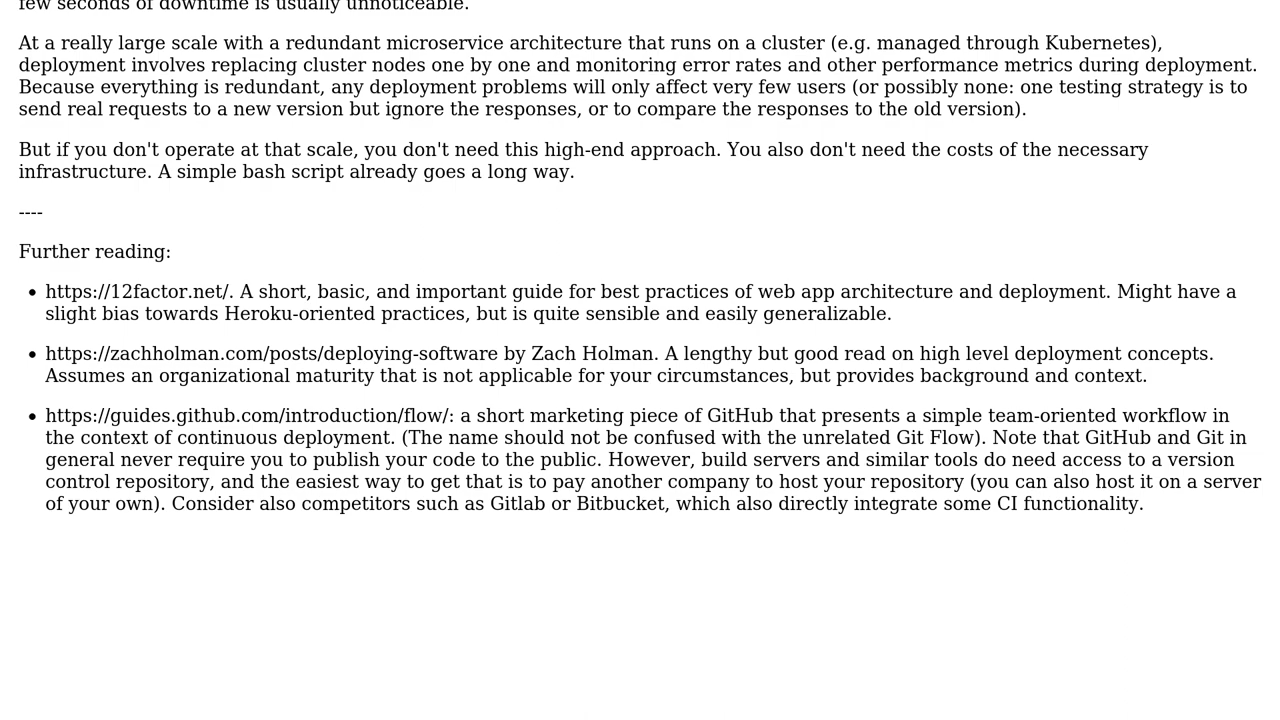 few seconds of downtime is usually unnoticeable.
At a really large scale with a redundant microservice architecture that runs on a cluster (e.g. managed through Kubernetes),
deployment involves replacing cluster nodes one by one and monitoring error rates and other performance metrics during deployment.
Because everything is redundant, any deployment problems will only affect very few users (or possibly none: one testing strategy is to
send real requests to a new version but ignore the responses, or to compare the responses to the old version).
But if you don't operate at that scale, you don't need this high-end approach. You also don't need the costs of the necessary
infrastructure. A simple bash script already goes a long way.
----
Further reading:
• https://12factor.net/. A short, basic, and important guide for best practices of web app architecture and deployment. Might have a
slight bias towards Heroku-oriented practices, but is quite sensible and easily generalizable.
• https://zachholman.com/posts/deploying-software by Zach Holman. A lengthy but good read on high level deployment concepts.
Assumes an organizational maturity that is not applicable for your circumstances, but provides background and context.
• https://guides.github.com/introduction/flow/: a short marketing piece of GitHub that presents a simple team-oriented workflow in
the context of continuous deployment. (The name should not be confused with the unrelated Git Flow). Note that GitHub and Git in
general never require you to publish your code to the public. However, build servers and similar tools do need access to a version
control repository, and the easiest way to get that is to pay another company to host your repository (you can also host it on a server
of your own). Consider also competitors such as Gitlab or Bitbucket, which also directly integrate some CI functionality.